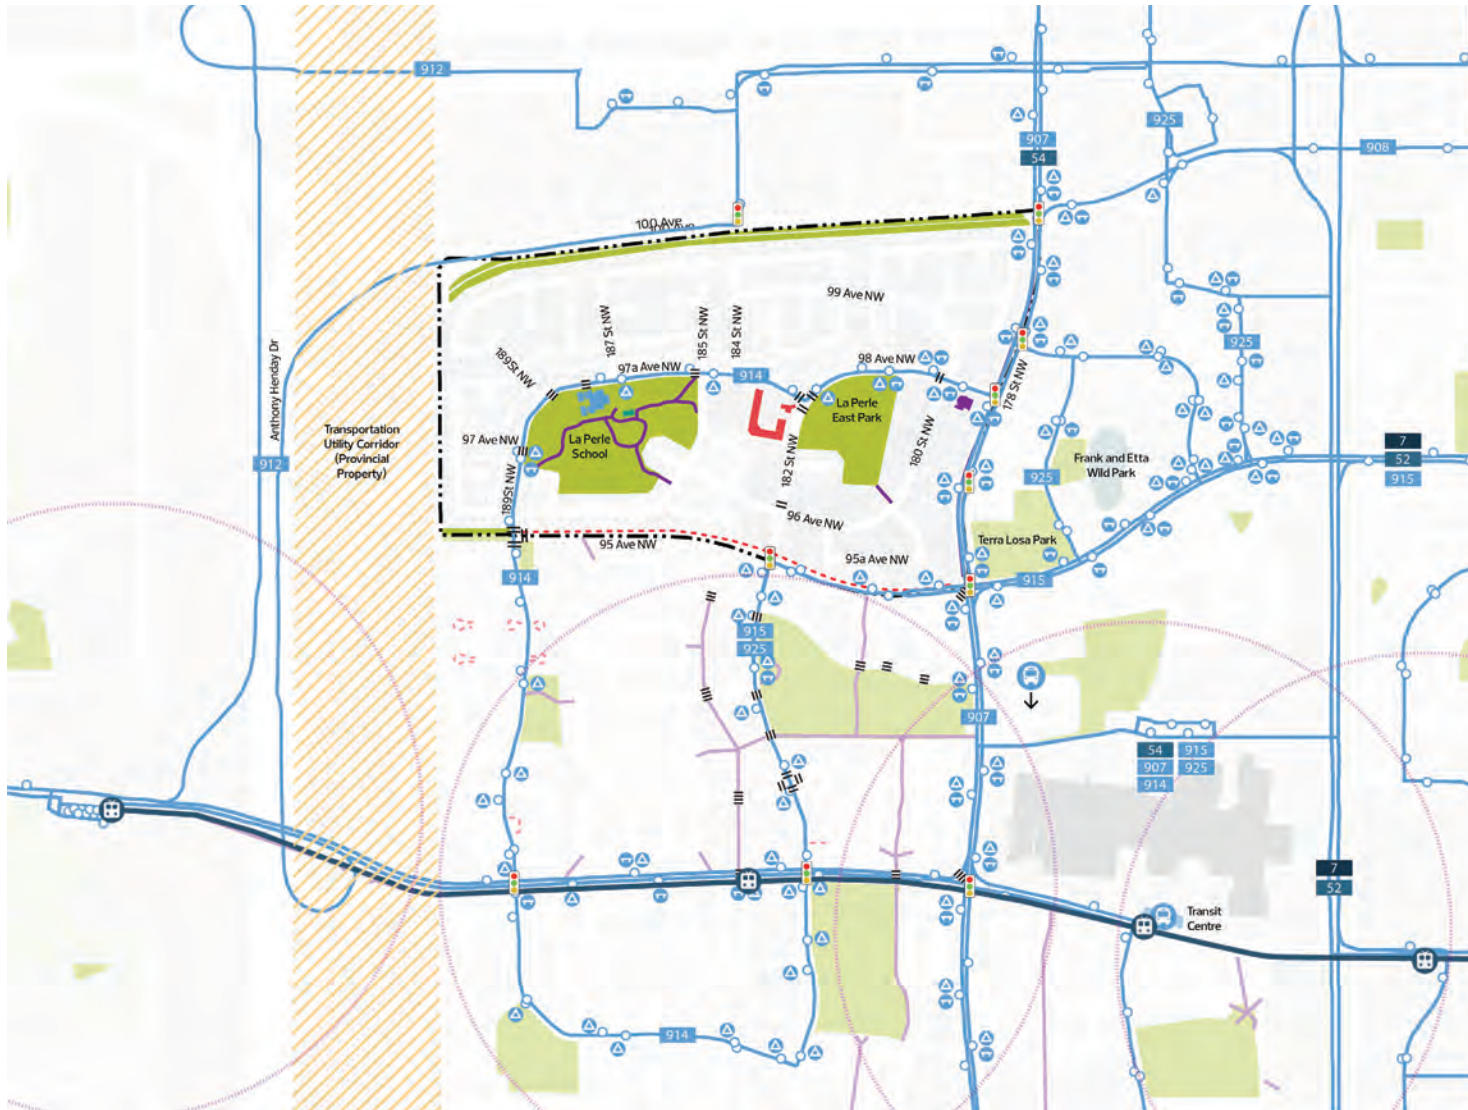 912
925
907
54
908
100 Ave
99 Ave NW
187 St NW
185 St NW
184 St NW
189St NW
97a Ave NW
914
98 Ave NW
178 St NW
925
Anthony Henday Dr
Transportation
Utility Corridor
(Provincial
Property)
La Perle
East Park
97 Ave NW
La Perle
School
182 St NW
180 St NW
7
52
915
912
Frank and Etta
Wild Park
925
189St NW
96 Ave NW
95 Ave NW
95a Ave NW
Terra Losa Park
914
915
915
925
907
54
915
907
925
914
7
52
Transit
Centre
914